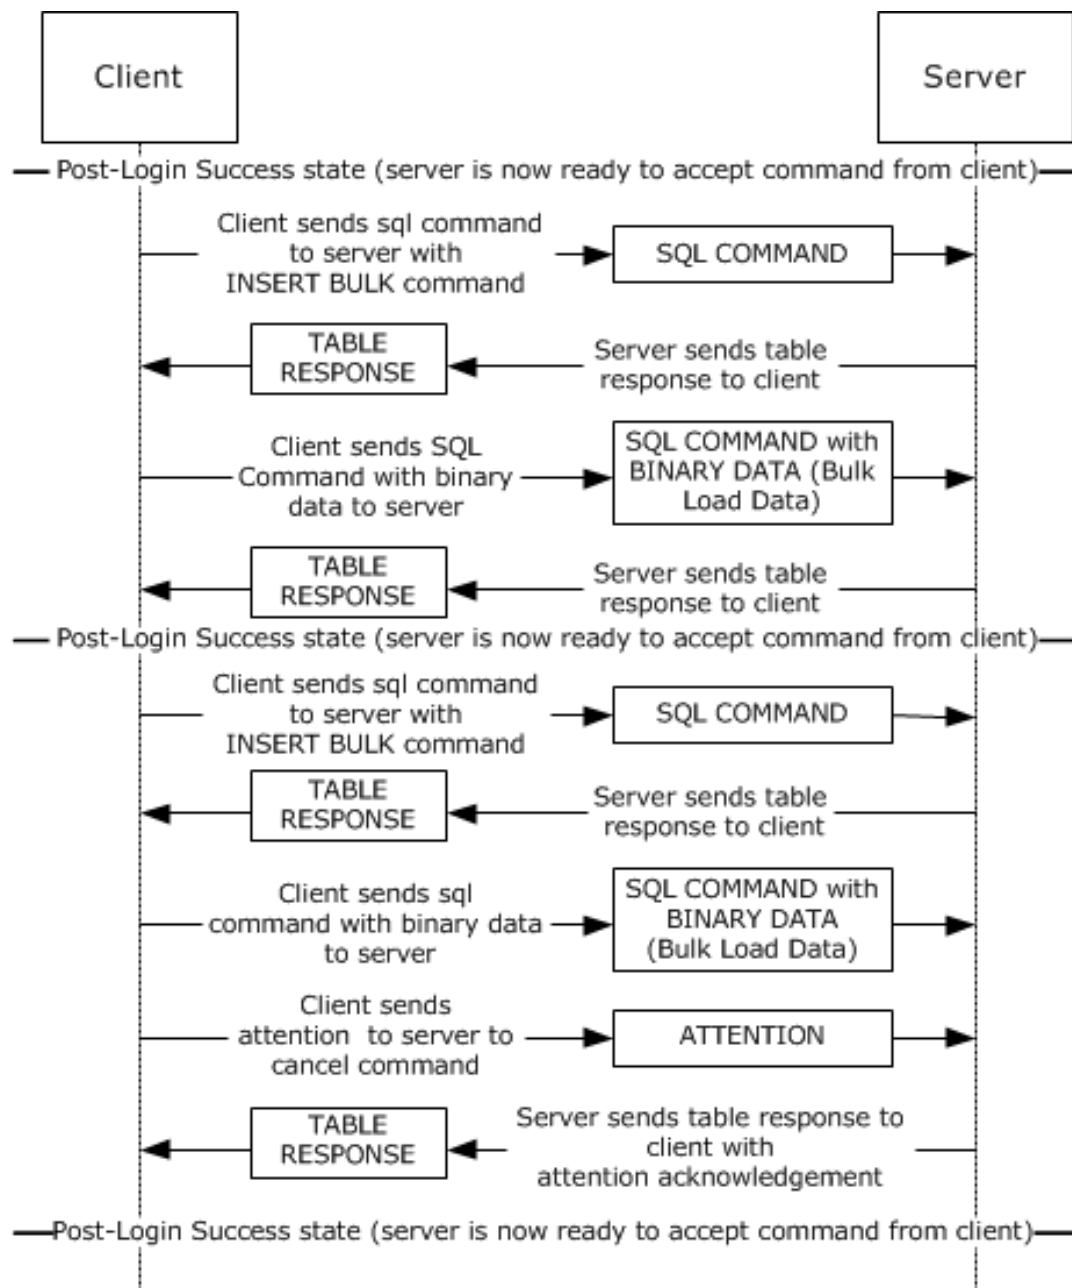 Client
Server
Post-Login Success state (server is now ready to accept command from client)
Client sends sql command
to server with
INSERT BULK command
SQL COMMAND
TABLE
RESPONSE
Server sends table
response to client
Client sends SQL
Command with binary
data to server
SQL COMMAND with
BINARY DATA (Bulk
Load Data)
TABLE
RESPONSE
Server sends table
response to client
Post-Login Success state (server is now ready to accept command from client)
Client sends sql command
to server with
INSERT BULK command
SQL COMMAND
TABLE
RESPONSE
Server sends table
response to client
Client sends sql
command with binary data
to server
SQL COMMAND with
BINARY DATA
(Bulk Load Data)
Client sends
attention  to server to
cancel command
ATTENTION
TABLE
RESPONSE
Server sends table response to
client with
attention acknowledgement
Post-Login Success state (server is now ready to accept command from client)